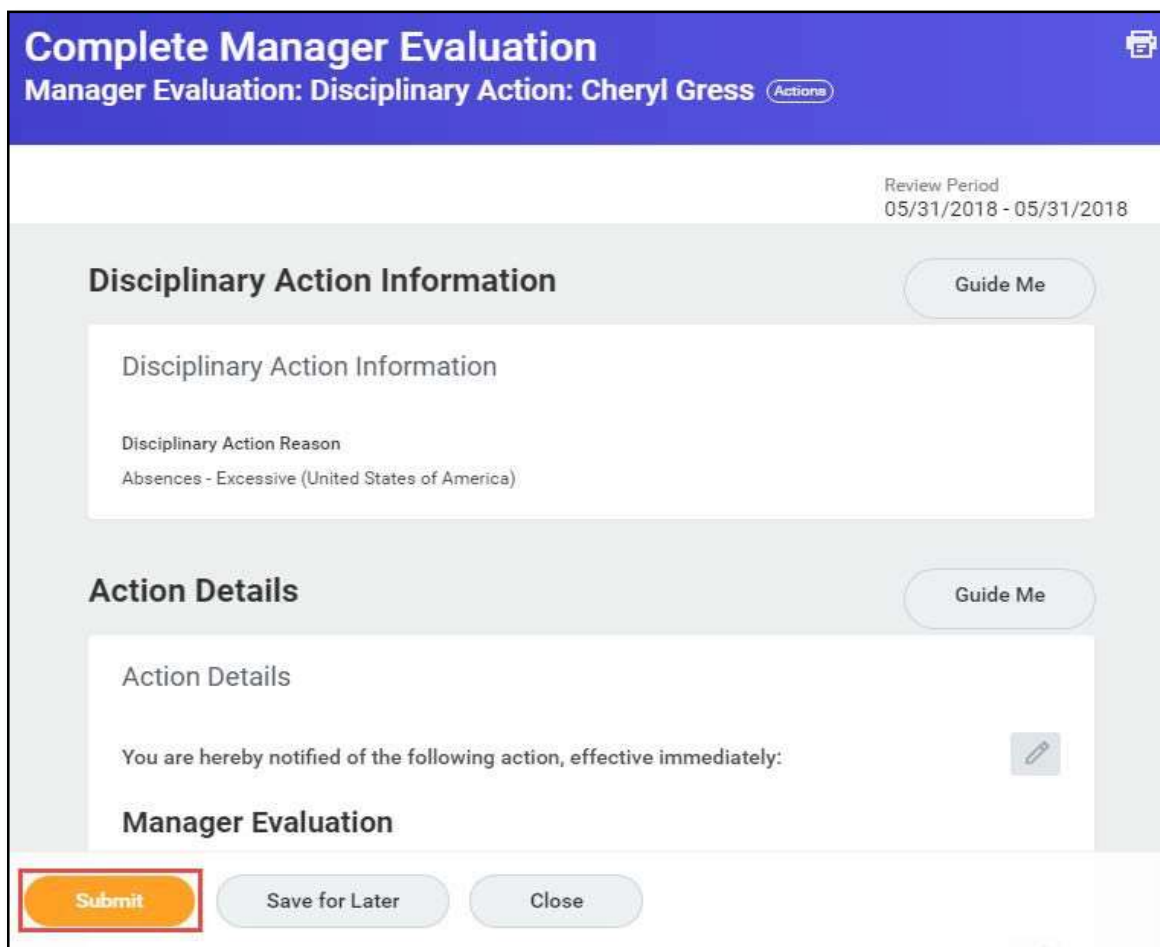 Complete Manager Evaluation
Manager Evaluation: Disciplinary Action: Cheryl Gress Actions
Review Period
05/31/2018 - 05/31/2018
Disciplinary Action Information
Guide Me
Disciplinary Action Information
Disciplinary Action Reason
Absences - Excessive (United States of America)
Action Details
Guide Me
Action Details
You are hereby notified of the following action, effective immediately:
Manager Evaluation
Submit
Save for Later
Close